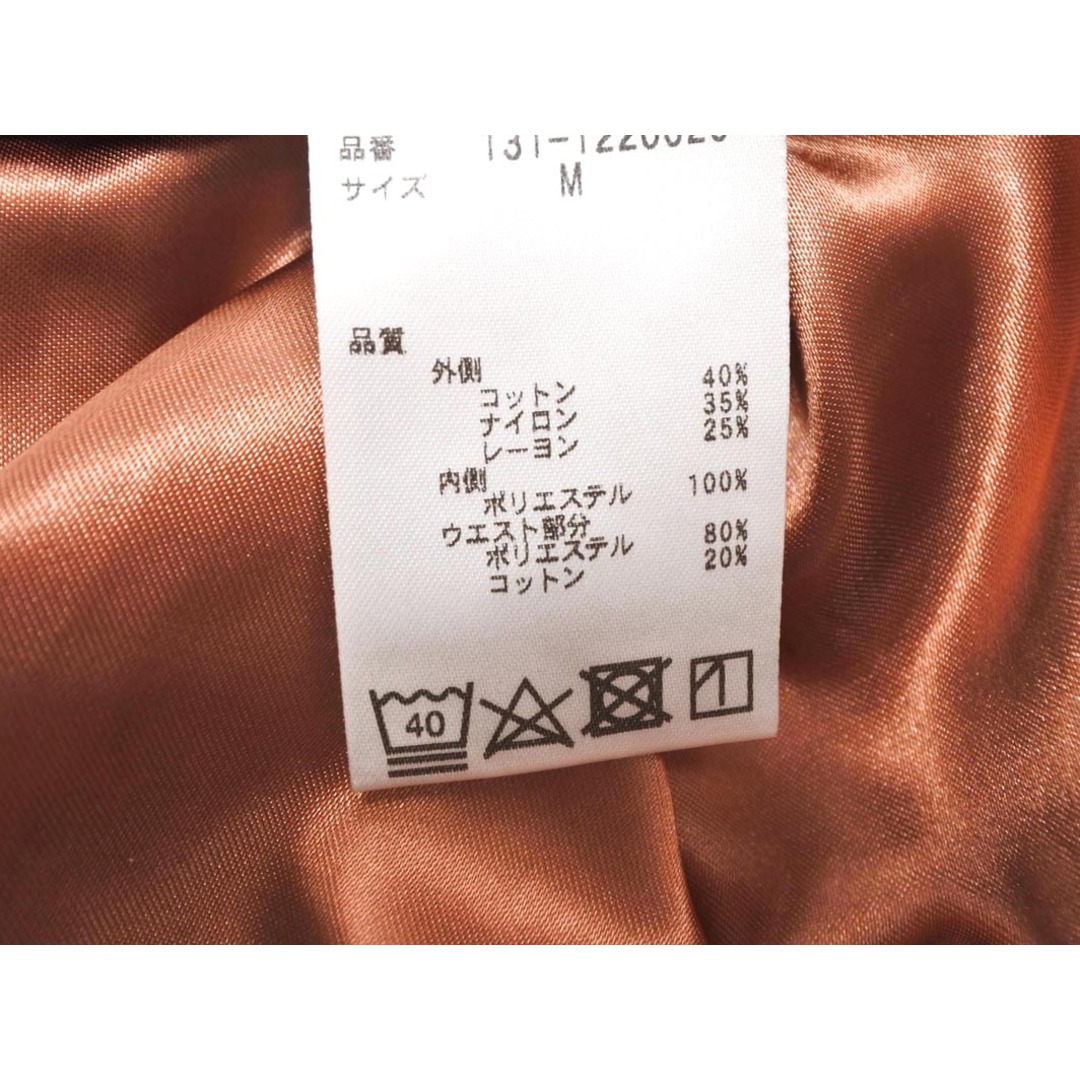 品番
サイズ M
品質
外側
コットン 40%
ナイロン 35%
レーヨン 25%
内側
ポリエステル 100%
ウエスト部分
ポリエステル 80%
コットン 20%
40